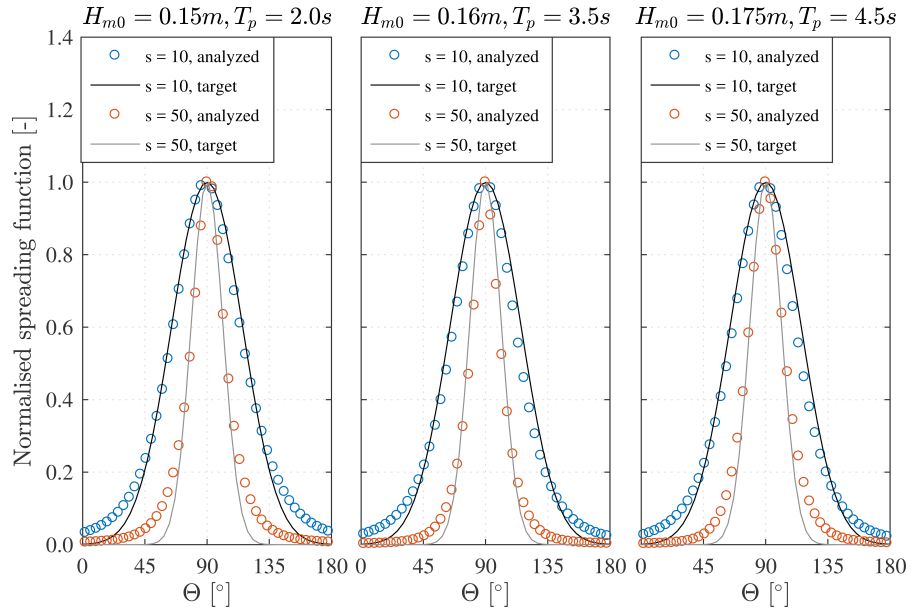 H_{m0} = 0.15m, T_p = 2.0s
H_{m0} = 0.16m, T_p = 3.5s
H_{m0} = 0.175m, T_p = 4.5s
Normalised spreading function [-]
1.4
1.2
1.0
0.8
0.6
0.4
0.2
0.0
s = 10, analyzed
s = 10, target
s = 50, analyzed
s = 50, target
0 45 90 135 180
Θ [°]
s = 10, analyzed
s = 10, target
s = 50, analyzed
s = 50, target
0 45 90 135 180
Θ [°]
s = 10, analyzed
s = 10, target
s = 50, analyzed
s = 50, target
0 45 90 135 180
Θ [°]